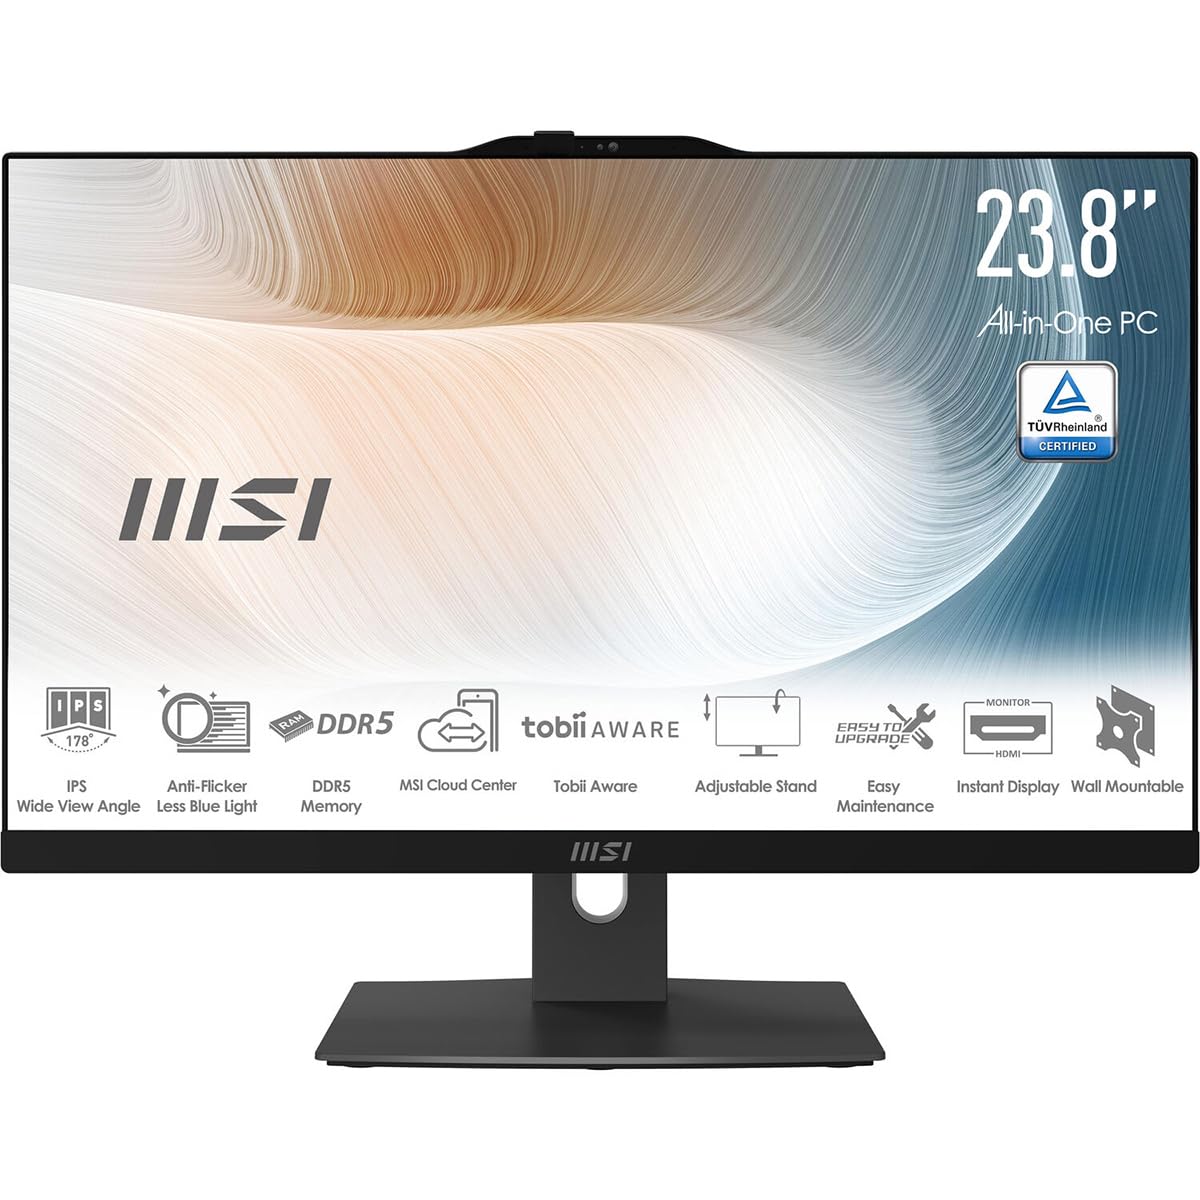 23.8”
All-in-One PC
TÜVRheinland®
CERTIFIED
MSI
IPS
178°
RAM
DDR5
tobii AWARE
EASY TO
UPGRADE
MONITOR
HDMI
IPS
Wide View Angle
Anti-Flicker
Less Blue Light
DDR5
Memory
MSI Cloud Center
Tobii Aware
Adjustable Stand
Easy
Maintenance
Instant Display
Wall Mountable
MSI